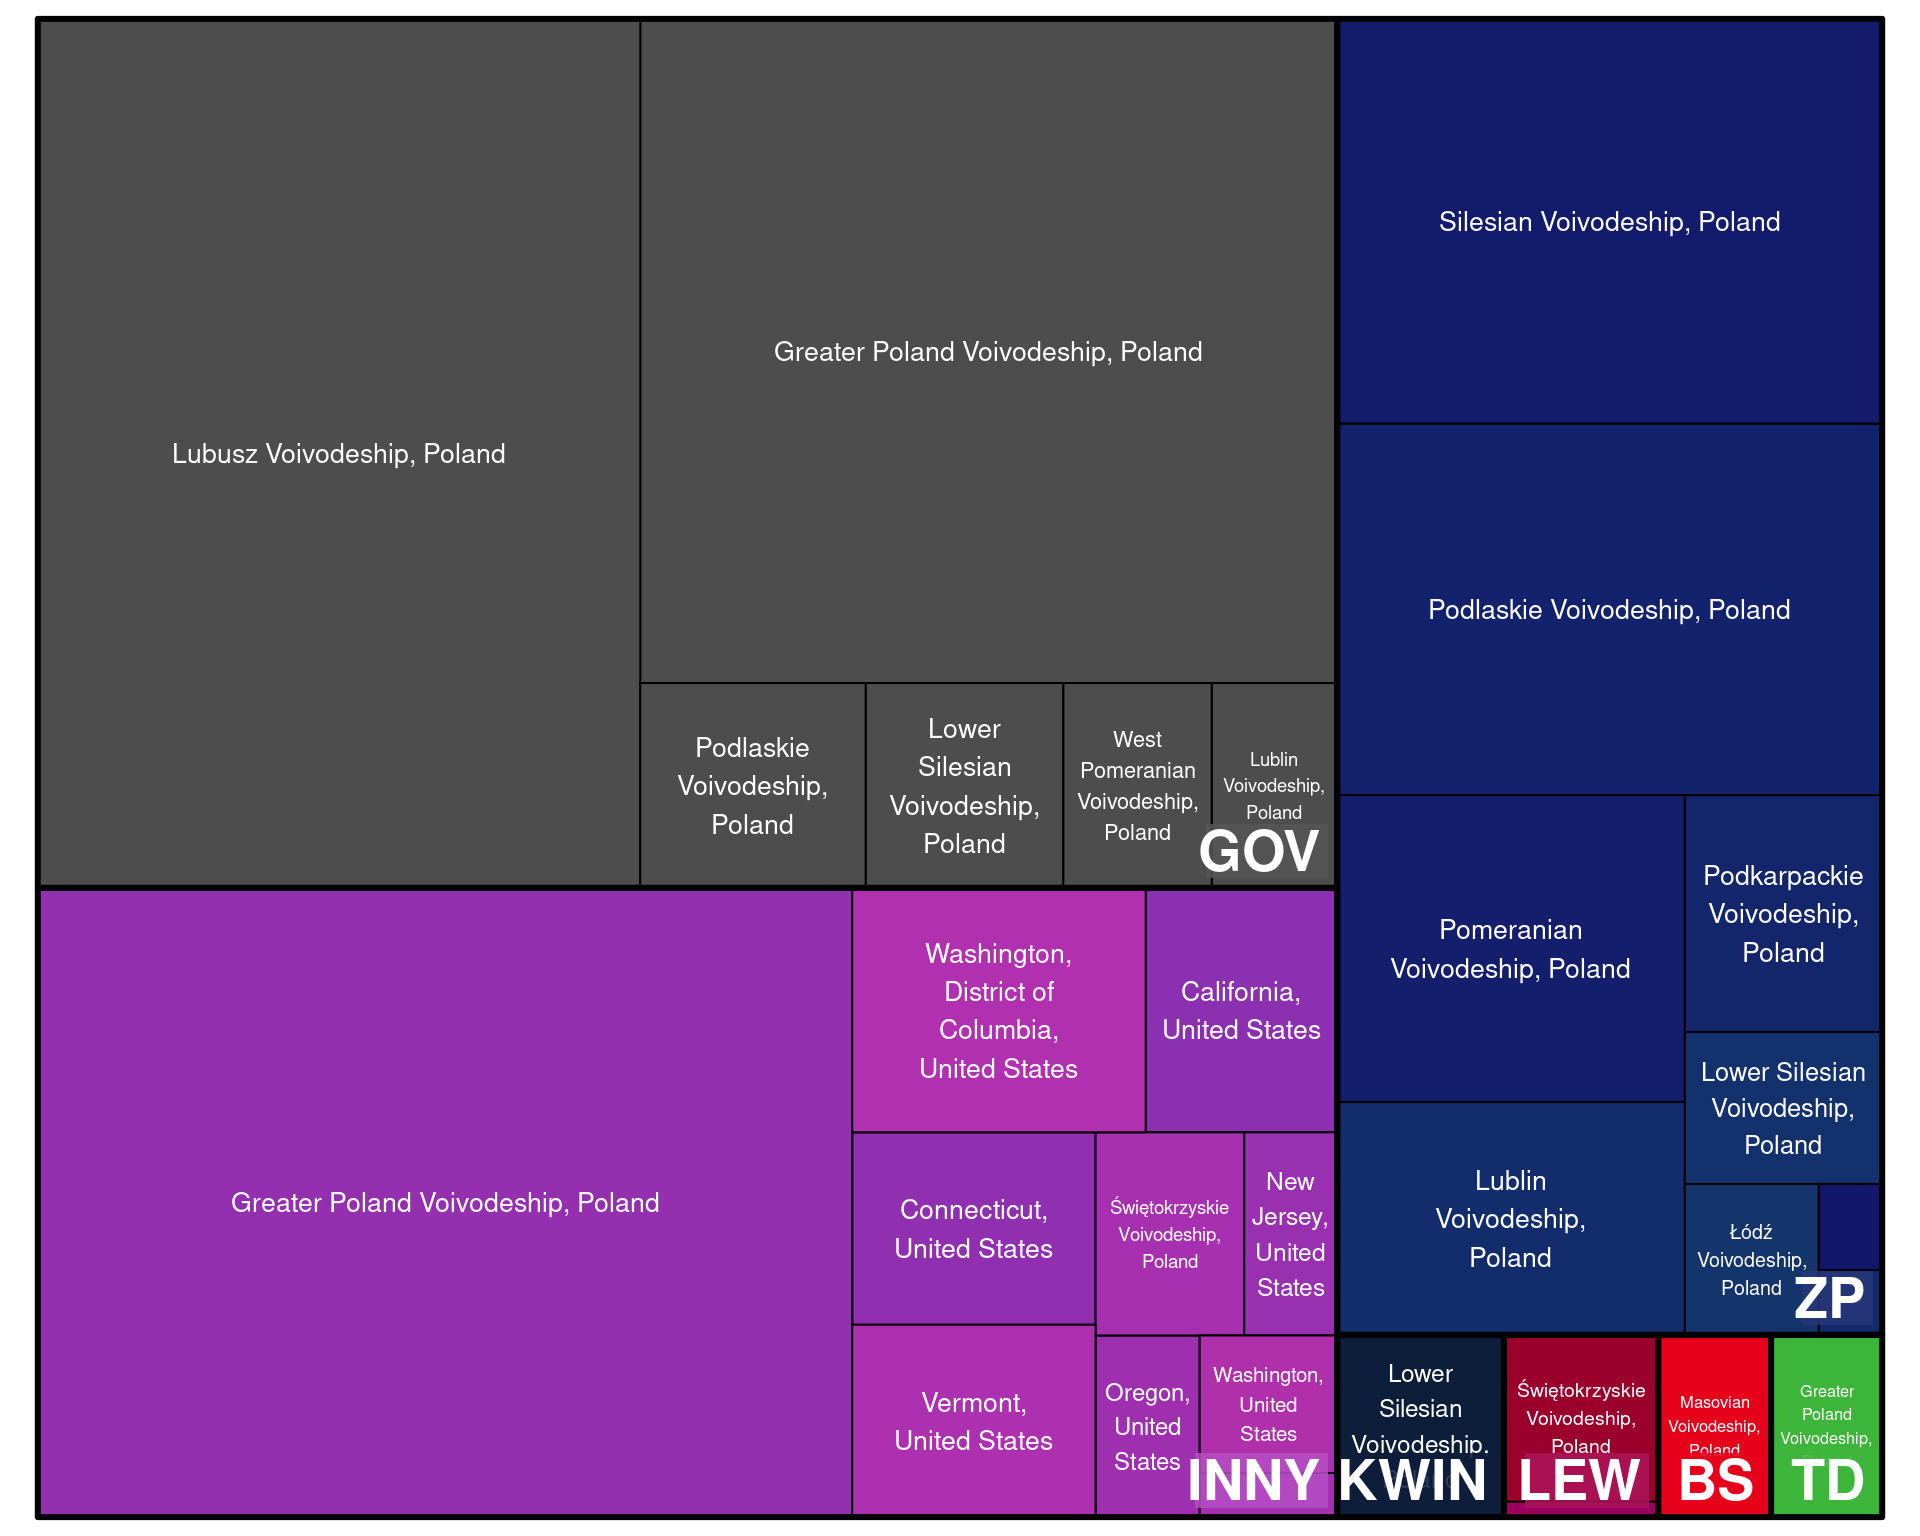 Lubusz Voivodeship, Poland
Greater Poland Voivodeship, Poland
Podlaskie
Voivodeship,
Poland
Lower
Silesian
Voivodeship,
Poland
West
Pomeranian
Voivodeship,
Poland
Lublin
Voivodeship,
Poland
GOV
Silesian Voivodeship, Poland
Podlaskie Voivodeship, Poland
Pomeranian
Voivodeship, Poland
Podkarpackie
Voivodeship,
Poland
Lower Silesian
Voivodeship,
Poland
Lublin
Voivodeship,
Poland
Łódź
Voivodeship,
Poland
ZP
Greater Poland Voivodeship, Poland
Washington,
District of
Columbia,
United States
California,
United States
Connecticut,
United States
Świętokrzyskie
Voivodeship,
Poland
New
Jersey,
United
States
Vermont,
United States
Oregon,
United
States
Washington,
United
States
INNY
Lower
Silesian
Voivodeship,
KWIN
Świętokrzyskie
Voivodeship,
Poland
LEW
Masovian
Voivodeship,
Poland
BS
Greater
Poland
Voivodeship,
TD